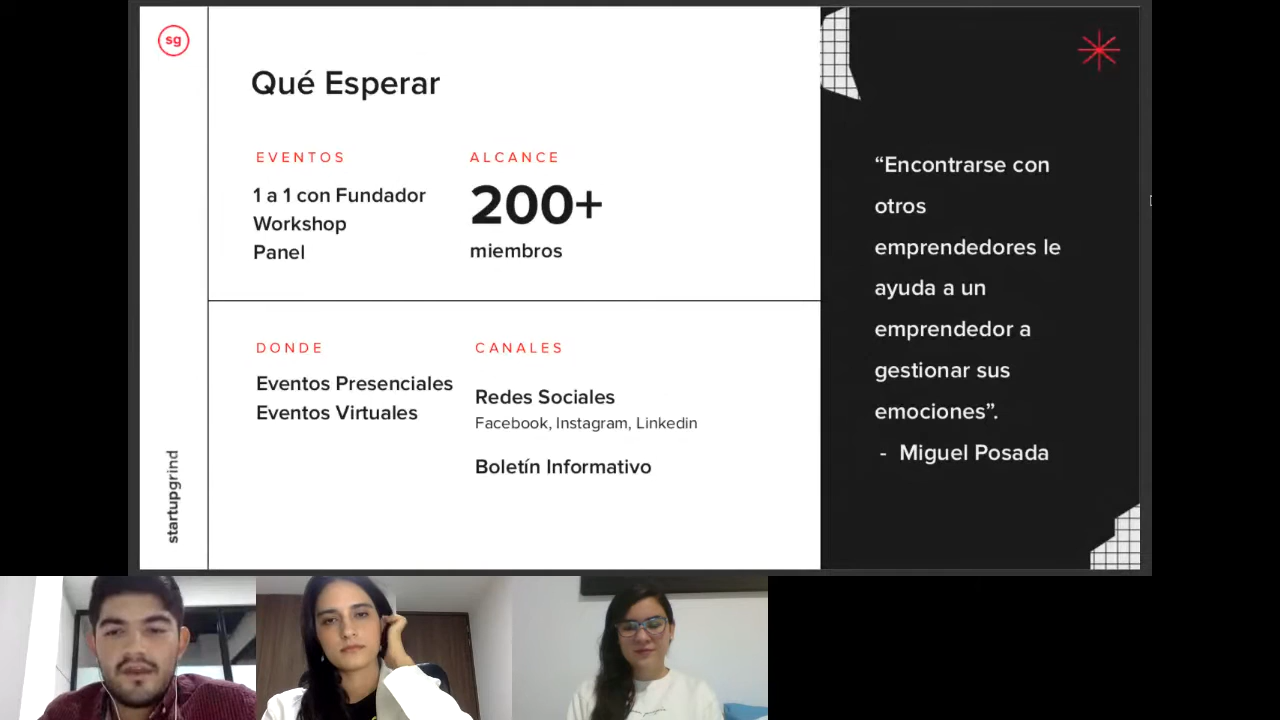 sg
Qué Esperar
EVENTOS
1 a 1 con Fundador
Workshop
Panel
ALCANCE
200+
miembros
DONDE
Eventos Presenciales
Eventos Virtuales
CANALES
Redes Sociales
Facebook, Instagram, Linkedin
Boletín Informativo
startupgrind
“Encontrarse con
otros
emprendedores le
ayuda a un
emprendedor a
gestionar sus
emociones”.
- Miguel Posada